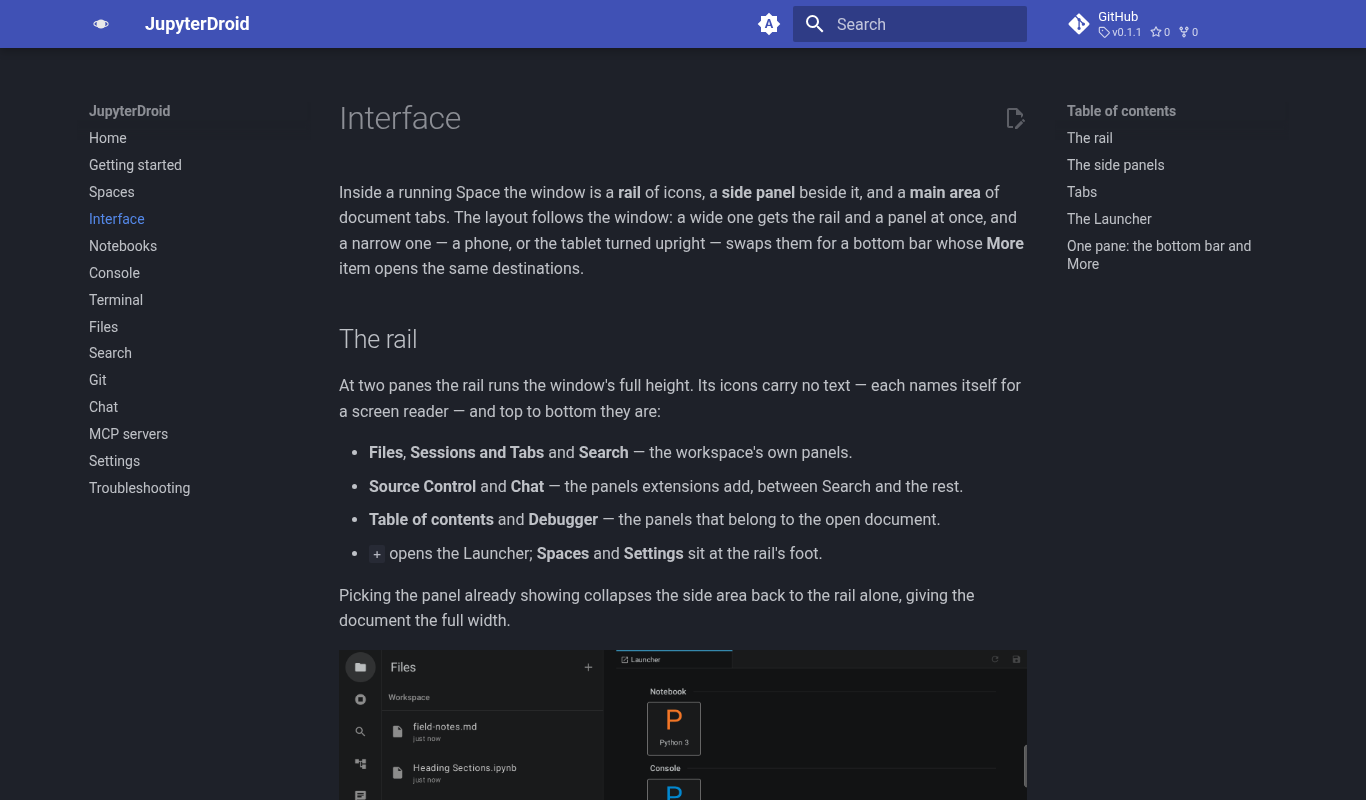 JupyterDroid
A
Search
GitHub
v0.1.1 0 0
JupyterDroid
Home
Getting started
Spaces
Interface
Notebooks
Console
Terminal
Files
Search
Git
Chat
MCP servers
Settings
Troubleshooting
Interface
Inside a running Space the window is a rail of icons, a side panel beside it, and a main area of
document tabs. The layout follows the window: a wide one gets the rail and a panel at once, and
a narrow one — a phone, or the tablet turned upright — swaps them for a bottom bar whose More
item opens the same destinations.
The rail
At two panes the rail runs the window's full height. Its icons carry no text — each names itself for
a screen reader — and top to bottom they are:
• Files, Sessions and Tabs and Search — the workspace's own panels.
• Source Control and Chat — the panels extensions add, between Search and the rest.
• Table of contents and Debugger — the panels that belong to the open document.
• + opens the Launcher; Spaces and Settings sit at the rail's foot.
Picking the panel already showing collapses the side area back to the rail alone, giving the
document the full width.
Files +
Workspace
field-notes.md
just now
Heading Sections.ipynb
just now
Launcher
Notebook
P
Python 3
Console
P
Table of contents
The rail
The side panels
Tabs
The Launcher
One pane: the bottom bar and
More